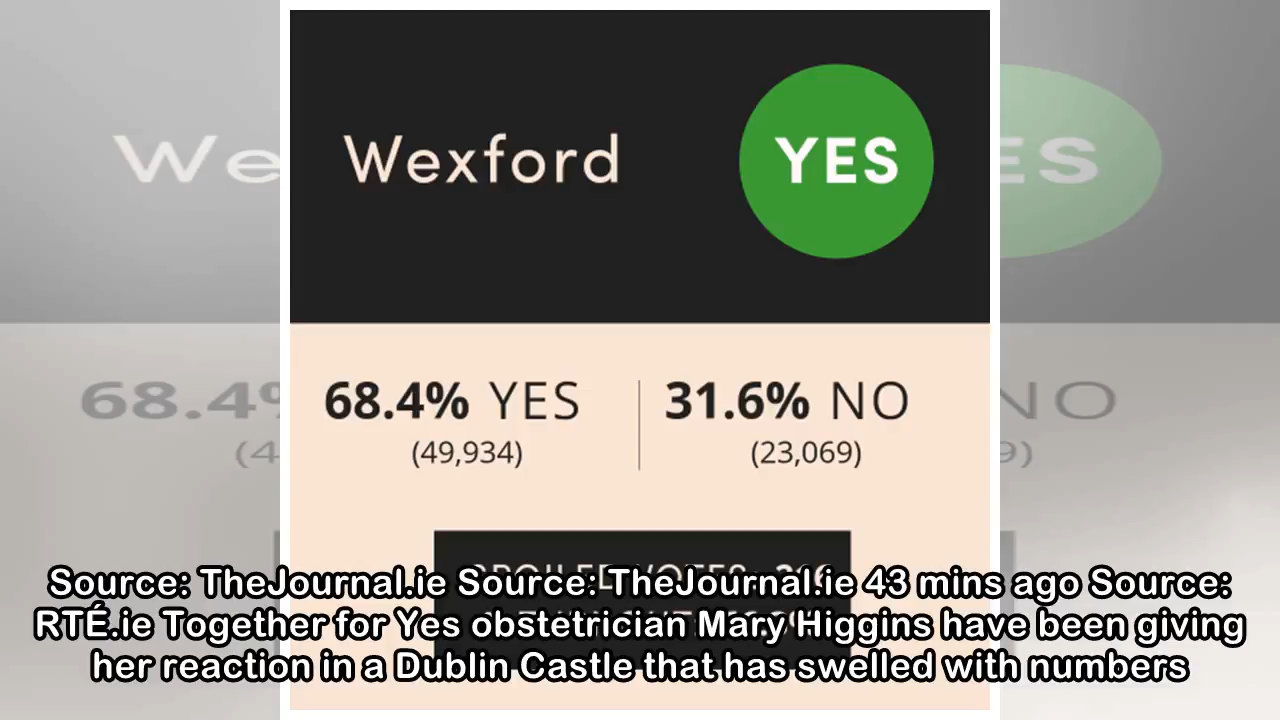 Wexford
YES
68.4% YES
31.6% NO
(49,934)
(23,069)
SPOILED VOTES:
Source: TheJournal.ie Source: TheJournal.ie 43 mins ago Source:
RTÉ.ie Together for Yes obstetrician Mary Higgins have been giving
her reaction in a Dublin Castle that has swelled with numbers